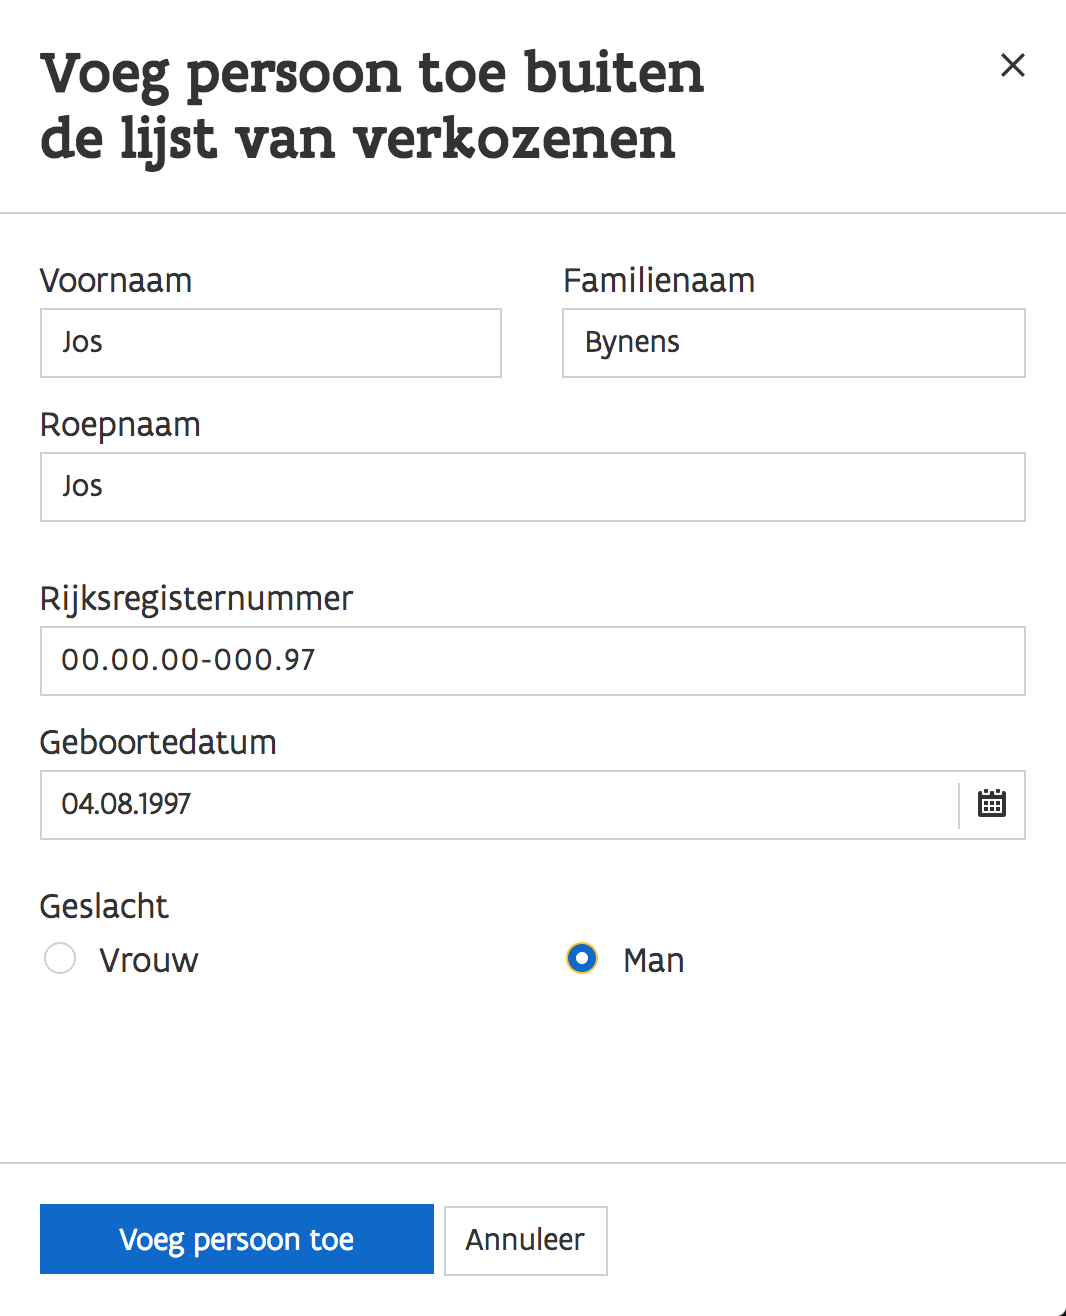 Voeg persoon toe buiten
de lijst van verkozenen
Voornaam
Familienaam
Jos
Bynens
Roepnaam
Jos
Rijksregisternummer
00.00.00-000.97
Geboortedatum
04.08.1997
Geslacht
Vrouw
Man
Voeg persoon toe
Annuleer